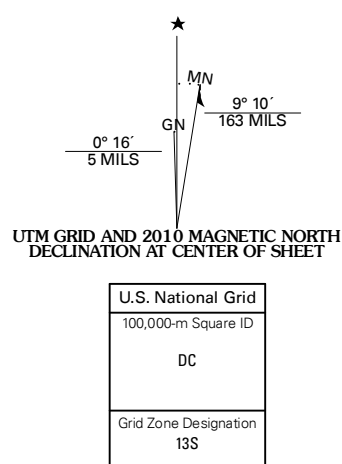 MN
GN
9° 10´
163 MILS
0° 16´
5 MILS
UTM GRID AND 2010 MAGNETIC NORTH
DECLINATION AT CENTER OF SHEET
U.S. National Grid
100,000-m Square ID
DC
Grid Zone Designation
13S